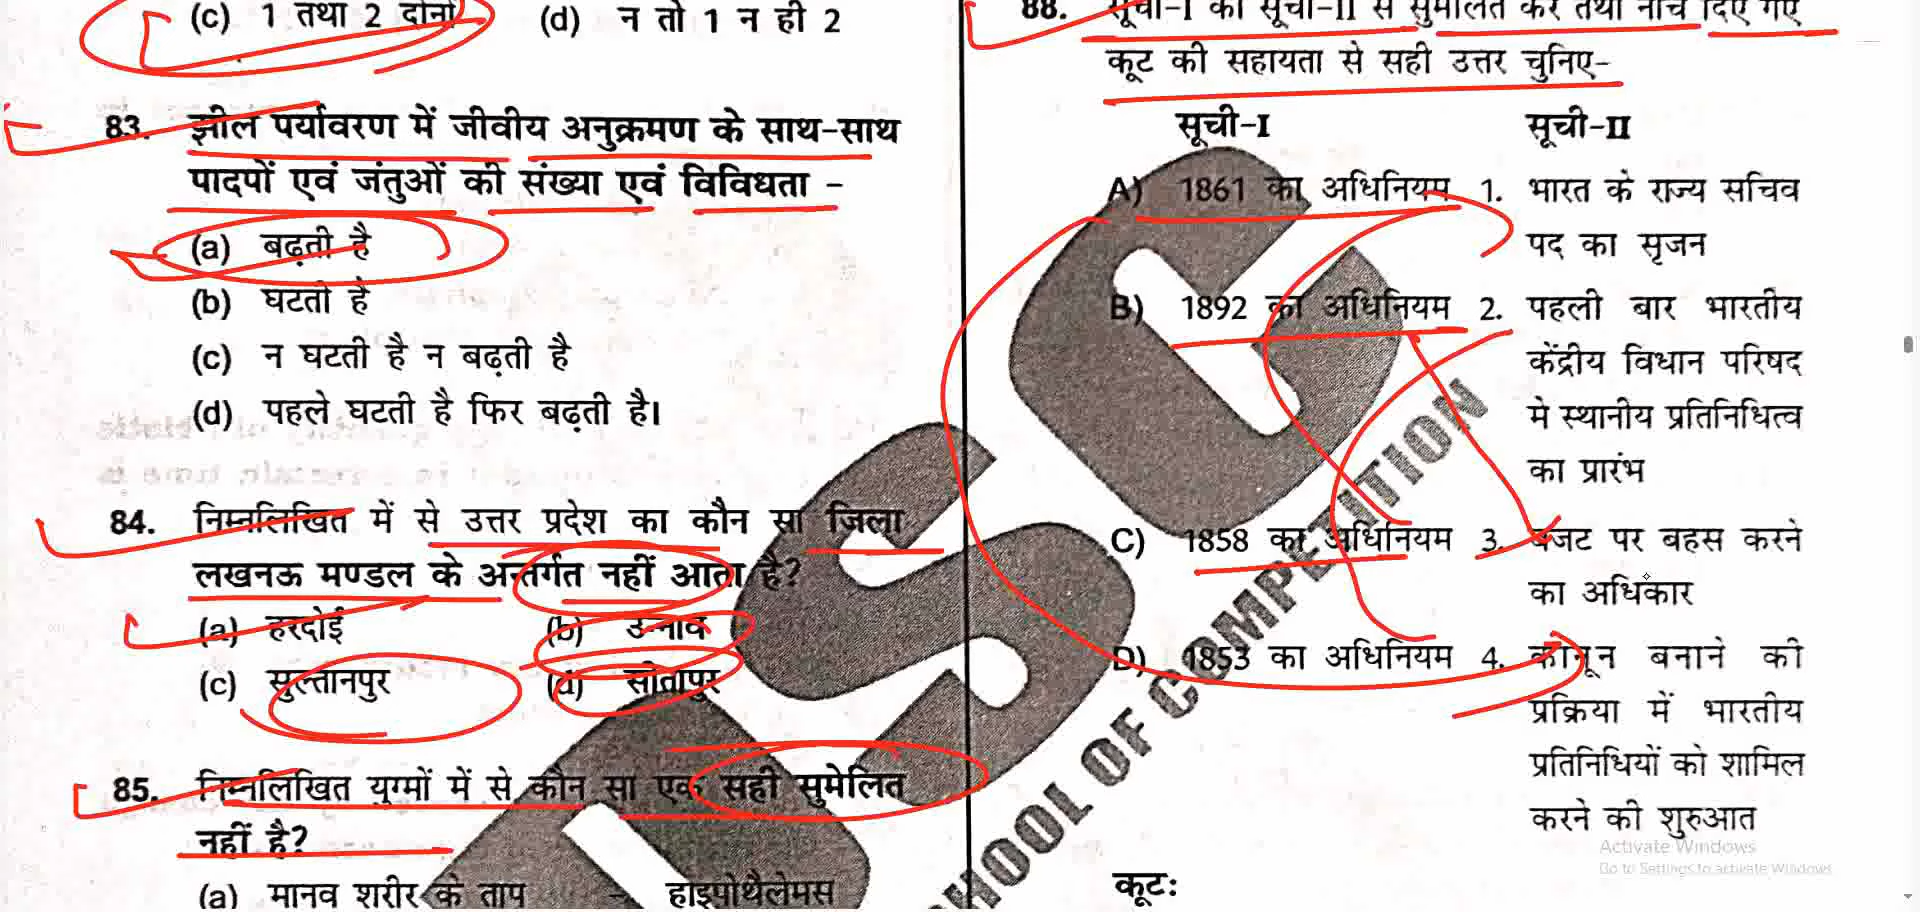 (c) 1 तथा 2 दोनों (d) न तो 1 न ही 2
83. झील पर्यावरण में जीवीय अनुक्रमण के साथ-साथ
पादपों एवं जंतुओं की संख्या एवं विविधता -
(a) बढ़ती है
(b) घटती है
(c) न घटती है न बढ़ती है
(d) पहले घटती है फिर बढ़ती है।
84. निम्नलिखित में से उत्तर प्रदेश का कौन सा जिला
लखनऊ मण्डल के अन्तर्गत नहीं आता है?
(a) हरदोई (b) उन्नाव
(c) सुल्तानपुर (d) सीतापुर
85. निम्नलिखित युग्मों में से कौन सा एक सही सुमेलित
नहीं है?
(a) मानव शरीर के ताप - हाइपोथैलेमस
88. सूची-I को सूची-II से सुमेलित करें तथा नीचे दिए गए
कूट की सहायता से सही उत्तर चुनिए-
सूची-I सूची-II
A) 1861 का अधिनियम 1. भारत के राज्य सचिव
पद का सृजन
B) 1892 का अधिनियम 2. पहली बार भारतीय
केंद्रीय विधान परिषद
मे स्थानीय प्रतिनिधित्व
का प्रारंभ
C) 1858 का अधिनियम 3. बजट पर बहस करने
का अधिकार
D) 1853 का अधिनियम 4. कानून बनाने की
प्रक्रिया में भारतीय
प्रतिनिधियों को शामिल
करने की शुरुआत
कूट:
SC
HOOL OF COMPETITION
Activate Windows
Go to Settings to activate Windows.